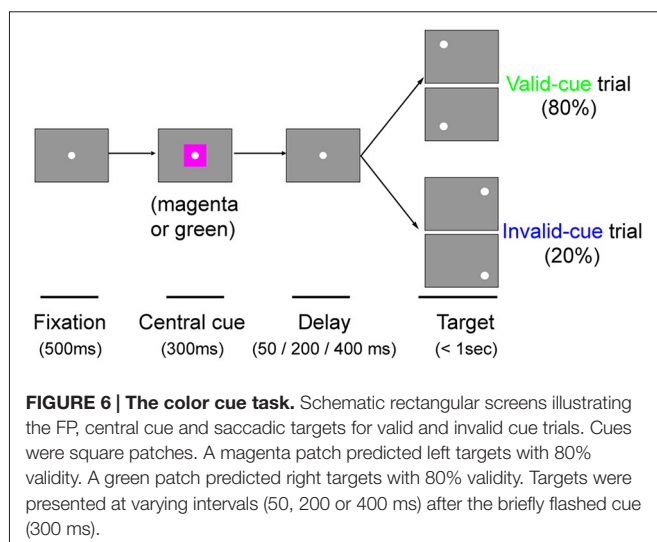 Valid-cue trial
(80%)
(magenta
or green)
Invalid-cue trial
(20%)
Fixation
(500ms)
Central cue
(300ms)
Delay
(50 / 200 / 400 ms)
Target
(< 1sec)
FIGURE 6 | The color cue task. Schematic rectangular screens illustrating
the FP, central cue and saccadic targets for valid and invalid cue trials. Cues
were square patches. A magenta patch predicted left targets with 80%
validity. A green patch predicted right targets with 80% validity. Targets were
presented at varying intervals (50, 200 or 400 ms) after the briefly flashed cue
(300 ms).